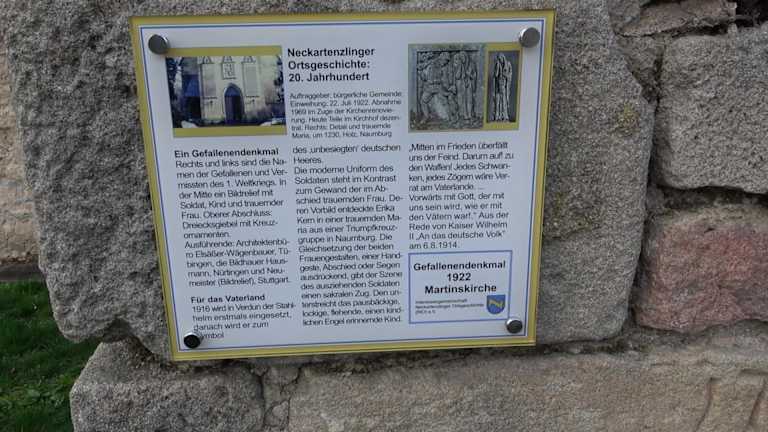 Neckartenzlinger
Ortsgeschichte:
20. Jahrhundert
Auftraggeber: bürgerliche Gemeinde;
Einweihung: 22. Juli 1922. Abnahme
1969 im Zuge der Kirchenrenovie-
rung. Heute Teile im Kirchhof dezen-
tral. Rechts: Detail und trauernde
Maria, um 1230, Holz, Naumburg
Ein Gefallenendenkmal
Rechts und links sind die Na-
men der Gefallenen und Ver-
missten des 1. Weltkriegs. In
der Mitte ein Bildrelief mit
Soldat, Kind und trauernder
Frau. Oberer Abschluss:
Dreiecksgiebel mit Kreuzor-
namenten.
Ausführende: Architektenbü-
ro Elsäßer-Wägenbauer, Tü-
bingen, die Bildhauer Haus-
mann, Nürtingen und Neu-
meister (Bildrelief), Stuttgart.
Für das Vaterland
1916 wird in Verdun der Stahl-
helm erstmals eingesetzt,
danach wird er zum
Symbol
des ‚unbesiegten' deutschen
Heeres.
Die moderne Uniform des
Soldaten steht im Kontrast
zum Gewand der im Ab-
schied trauernden Frau. De-
ren Vorbild entdeckte Erika
Kern in einer trauernden Ma-
ria aus einer Triumpfkreuz-
gruppe in Naumburg. Die
Gleichsetzung der beiden
Frauengestalten, einer Hand-
geste, Abschied oder Segen
ausdrückend, gibt der Szene
des ausziehenden Soldaten
einen sakralen Zug. Den un-
terstreicht das pausbäckige,
lockige, flehende, einen kind-
lichen Engel erinnernde Kind.
„Mitten im Frieden überfällt
uns der Feind. Darum auf! zu
den Waffen! Jedes Schwan-
ken, jedes Zögern wäre Ver-
rat am Vaterlande. ...
Vorwärts mit Gott, der mit
uns sein wird, wie er mit
den Vätern war!." Aus der
Rede von Kaiser Wilhelm
II „An das deutsche Volk"
am 6.8.1914.
Gefallenendenkmal
1922
Martinskirche
Interessengemeinschaft
Neckartenzlinger Ortsgeschichte
e.V.